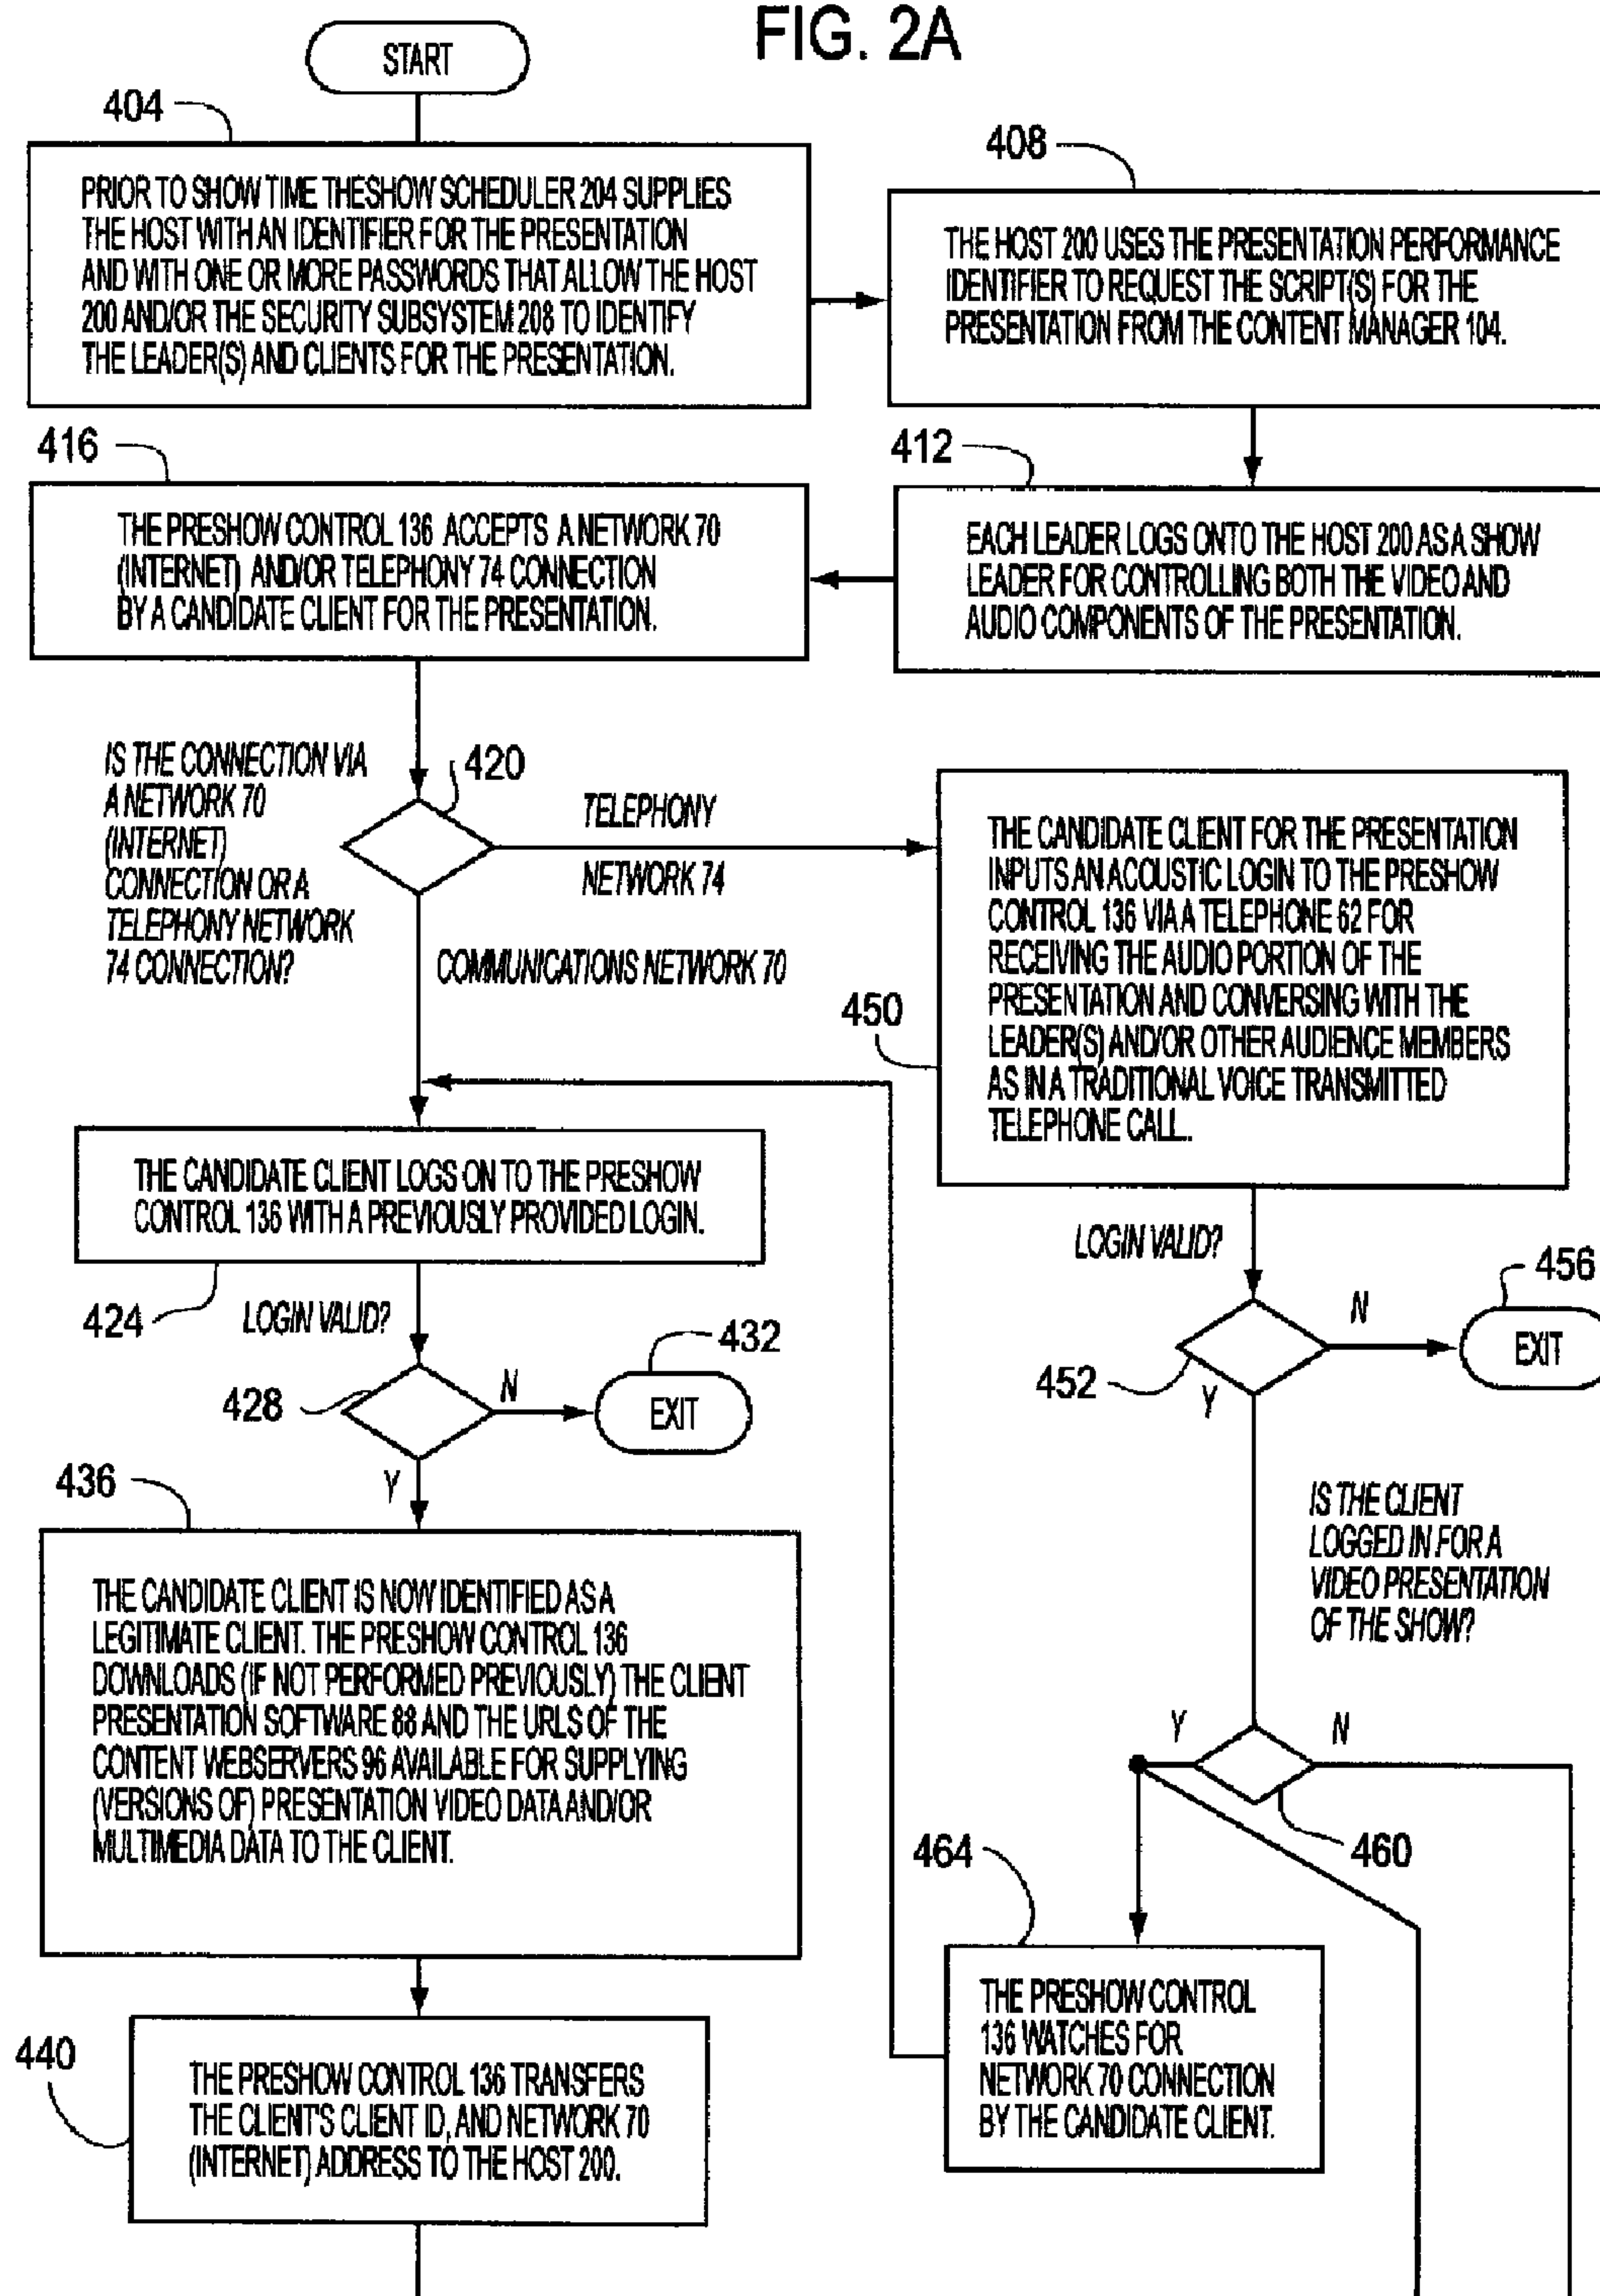 FIG. 2A
START
404
PRIOR TO SHOW TIME THESHOW SCHEDULER 204 SUPPLIES
THE HOST WITH AN IDENTIFIER FOR THE PRESENTATION
AND WITH ONE OR MORE PASSWORDS THAT ALLOW THE HOST
200 AND/OR THE SECURITY SUBSYSTEM 208 TO IDENTIFY
THE LEADER(S) AND CLIENTS FOR THE PRESENTATION.
408
THE HOST 200 USES THE PRESENTATION PERFORMANCE
IDENTIFIER TO REQUEST THE SCRIPT(S) FOR THE
PRESENTATION FROM THE CONTENT MANAGER 104.
412
EACH LEADER LOGS ONTO THE HOST 200 AS A SHOW
LEADER FOR CONTROLLING BOTH THE VIDEO AND
AUDIO COMPONENTS OF THE PRESENTATION.
416
THE PRESHOW CONTROL 136 ACCEPTS A NETWORK 70
(INTERNET) AND/OR TELEPHONY 74 CONNECTION
BY A CANDIDATE CLIENT FOR THE PRESENTATION.
IS THE CONNECTION VIA
A NETWORK 70
(INTERNET)
CONNECTION OR A
TELEPHONY NETWORK
74 CONNECTION?
420
TELEPHONY
NETWORK 74
COMMUNICATIONS NETWORK 70
450
THE CANDIDATE CLIENT FOR THE PRESENTATION
INPUTS AN ACOUSTIC LOGIN TO THE PRESHOW
CONTROL 136 VIA A TELEPHONE 62 FOR
RECEIVING THE AUDIO PORTION OF THE
PRESENTATION AND CONVERSING WITH THE
LEADER(S) AND/OR OTHER AUDIENCE MEMBERS
AS IN A TRADITIONAL VOICE TRANSMITTED
TELEPHONE CALL.
THE CANDIDATE CLIENT LOGS ON TO THE PRESHOW
CONTROL 136 WITH A PREVIOUSLY PROVIDED LOGIN.
424
LOGIN VALID?
428
N
432
EXIT
Y
LOGIN VALID?
452
N
456
EXIT
Y
436
THE CANDIDATE CLIENT IS NOW IDENTIFIED AS A
LEGITIMATE CLIENT. THE PRESHOW CONTROL 136
DOWNLOADS (IF NOT PERFORMED PREVIOUSLY) THE CLIENT
PRESENTATION SOFTWARE 88 AND THE URLS OF THE
CONTENT WEBSERVERS 96 AVAILABLE FOR SUPPLYING
(VERSIONS OF) PRESENTATION VIDEO DATA AND/OR
MULTIMEDIA DATA TO THE CLIENT.
IS THE CLIENT
LOGGED IN FOR A
VIDEO PRESENTATION
OF THE SHOW?
Y
N
460
464
THE PRESHOW CONTROL
136 WATCHES FOR
NETWORK 70 CONNECTION
BY THE CANDIDATE CLIENT.
440
THE PRESHOW CONTROL 136 TRANSFERS
THE CLIENT'S CLIENT ID, AND NETWORK 70
(INTERNET) ADDRESS TO THE HOST 200.